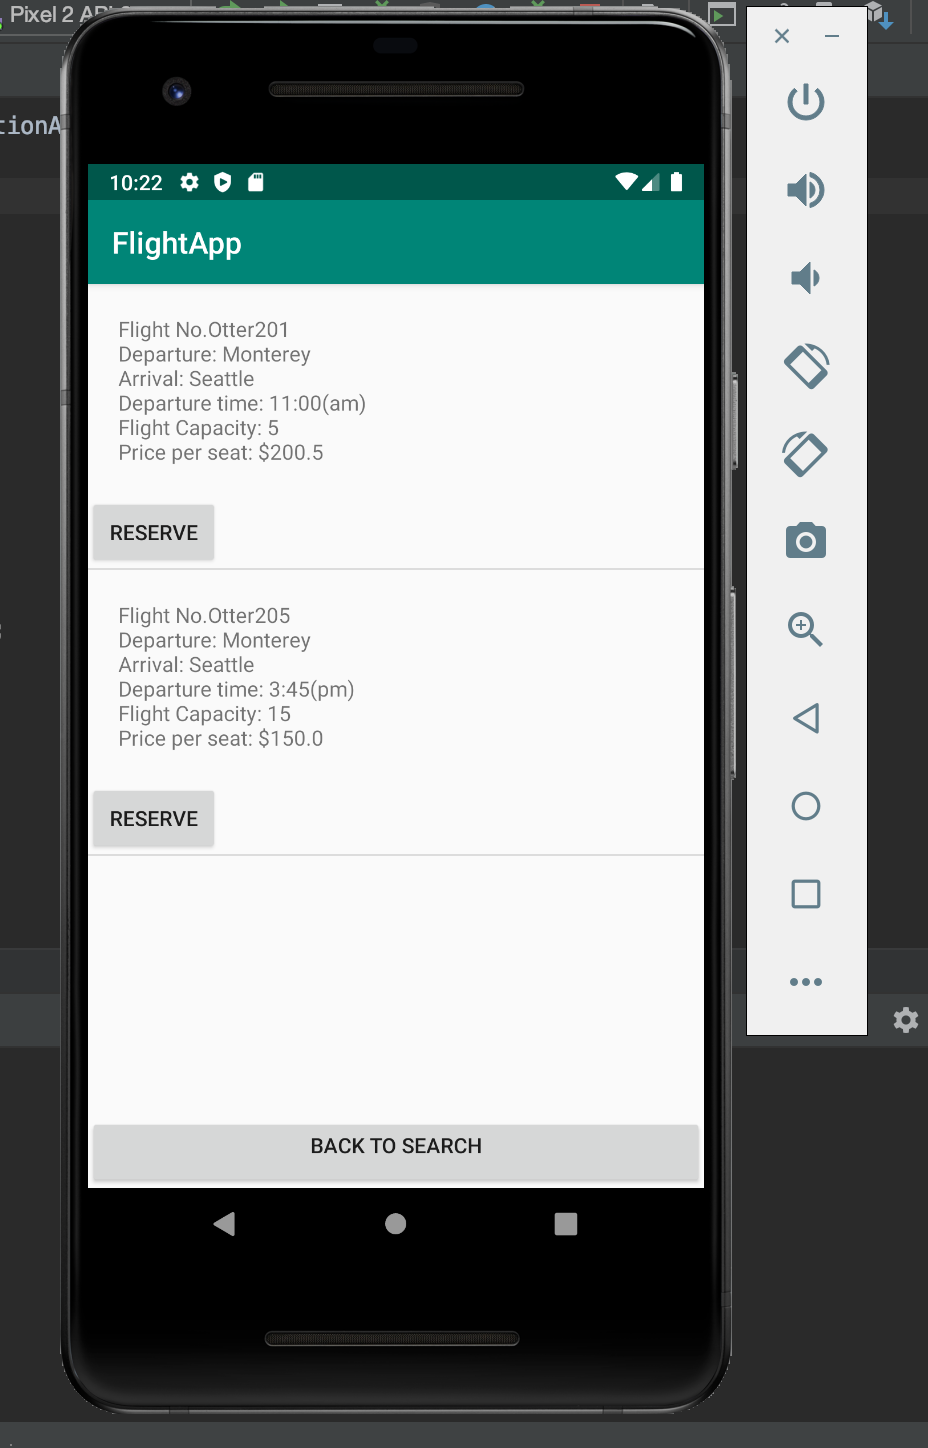 Pixel 2 API
tionA
10:22
FlightApp
Flight No.Otter201
Departure: Monterey
Arrival: Seattle
Departure time: 11:00(am)
Flight Capacity: 5
Price per seat: $200.5
RESERVE
Flight No.Otter205
Departure: Monterey
Arrival: Seattle
Departure time: 3:45(pm)
Flight Capacity: 15
Price per seat: $150.0
RESERVE
BACK TO SEARCH